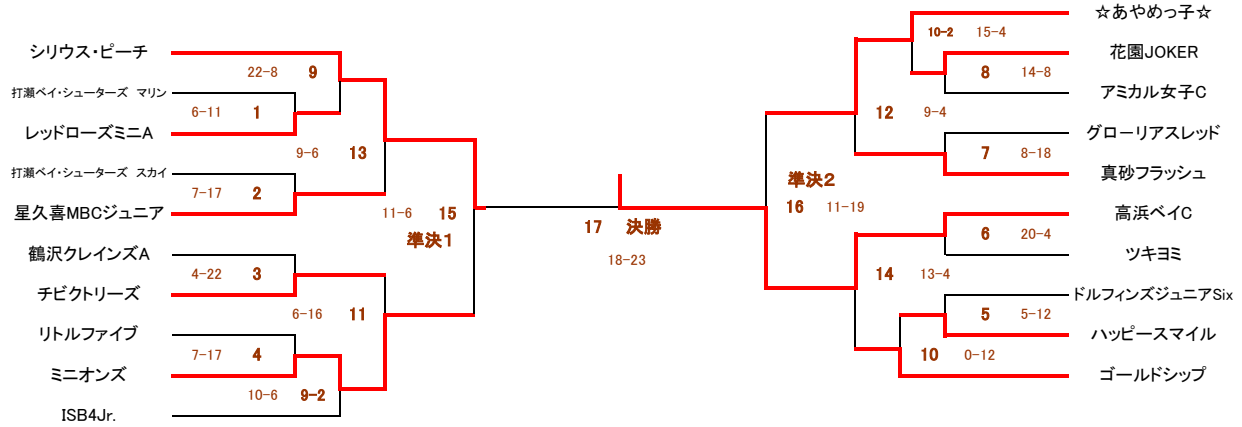 シリウス・ピーチ
22-8 9
打瀬ベイ・シューターズ マリン
6-11 1
レッドローズミニA
9-6 13
打瀬ベイ・シューターズ スカイ
7-17 2
星久喜MBCジュニア
11-6 15
準決1
鶴沢クレインズA
4-22 3
チビクトリーズ
6-16 11
リトルファイブ
7-17 4
ミニオンズ
10-6 9-2
ISB4Jr.
17 決勝
18-23
☆あやめっ子☆
10-2 15-4
花園JOKER
8 14-8
アミカル女子C
12 9-4
グローリアスレッド
7 8-18
真砂フラッシュ
準決2
16 11-19
高浜ベイC
6 20-4
ツキヨミ
14 13-4
ドルフィンズジュニアSix
5 5-12
ハッピースマイル
10 0-12
ゴールドシップ